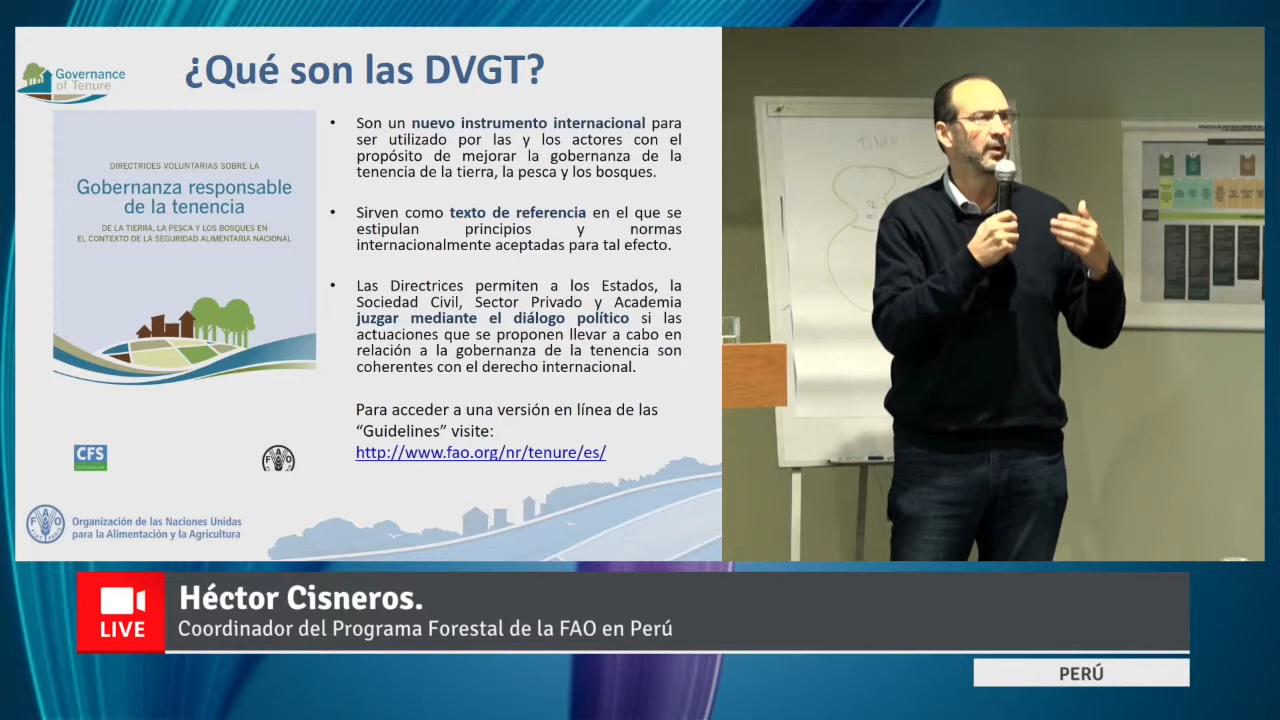 ¿Qué son las DVGT?
Governance
of Tenure
DIRECTRICES VOLUNTARIAS SOBRE LA
Gobernanza responsable
de la tenencia
DE LA TIERRA, LA PESCA Y LOS BOSQUES EN
EL CONTEXTO DE LA SEGURIDAD ALIMENTARIA NACIONAL
CFS
FAO
• Son un nuevo instrumento internacional para
ser utilizado por las y los actores con el
propósito de mejorar la gobernanza de la
tenencia de la tierra, la pesca y los bosques.
• Sirven como texto de referencia en el que se
estipulan principios y normas
internacionalmente aceptadas para tal efecto.
• Las Directrices permiten a los Estados, la
Sociedad Civil, Sector Privado y Academia
juzgar mediante el diálogo político si las
actuaciones que se proponen llevar a cabo en
relación a la gobernanza de la tenencia son
coherentes con el derecho internacional.
Para acceder a una versión en línea de las
“Guidelines” visite:
http://www.fao.org/nr/tenure/es/
FAO
Organización de las Naciones Unidas
para la Alimentación y la Agricultura
LIVE
Héctor Cisneros.
Coordinador del Programa Forestal de la FAO en Perú
PERÚ